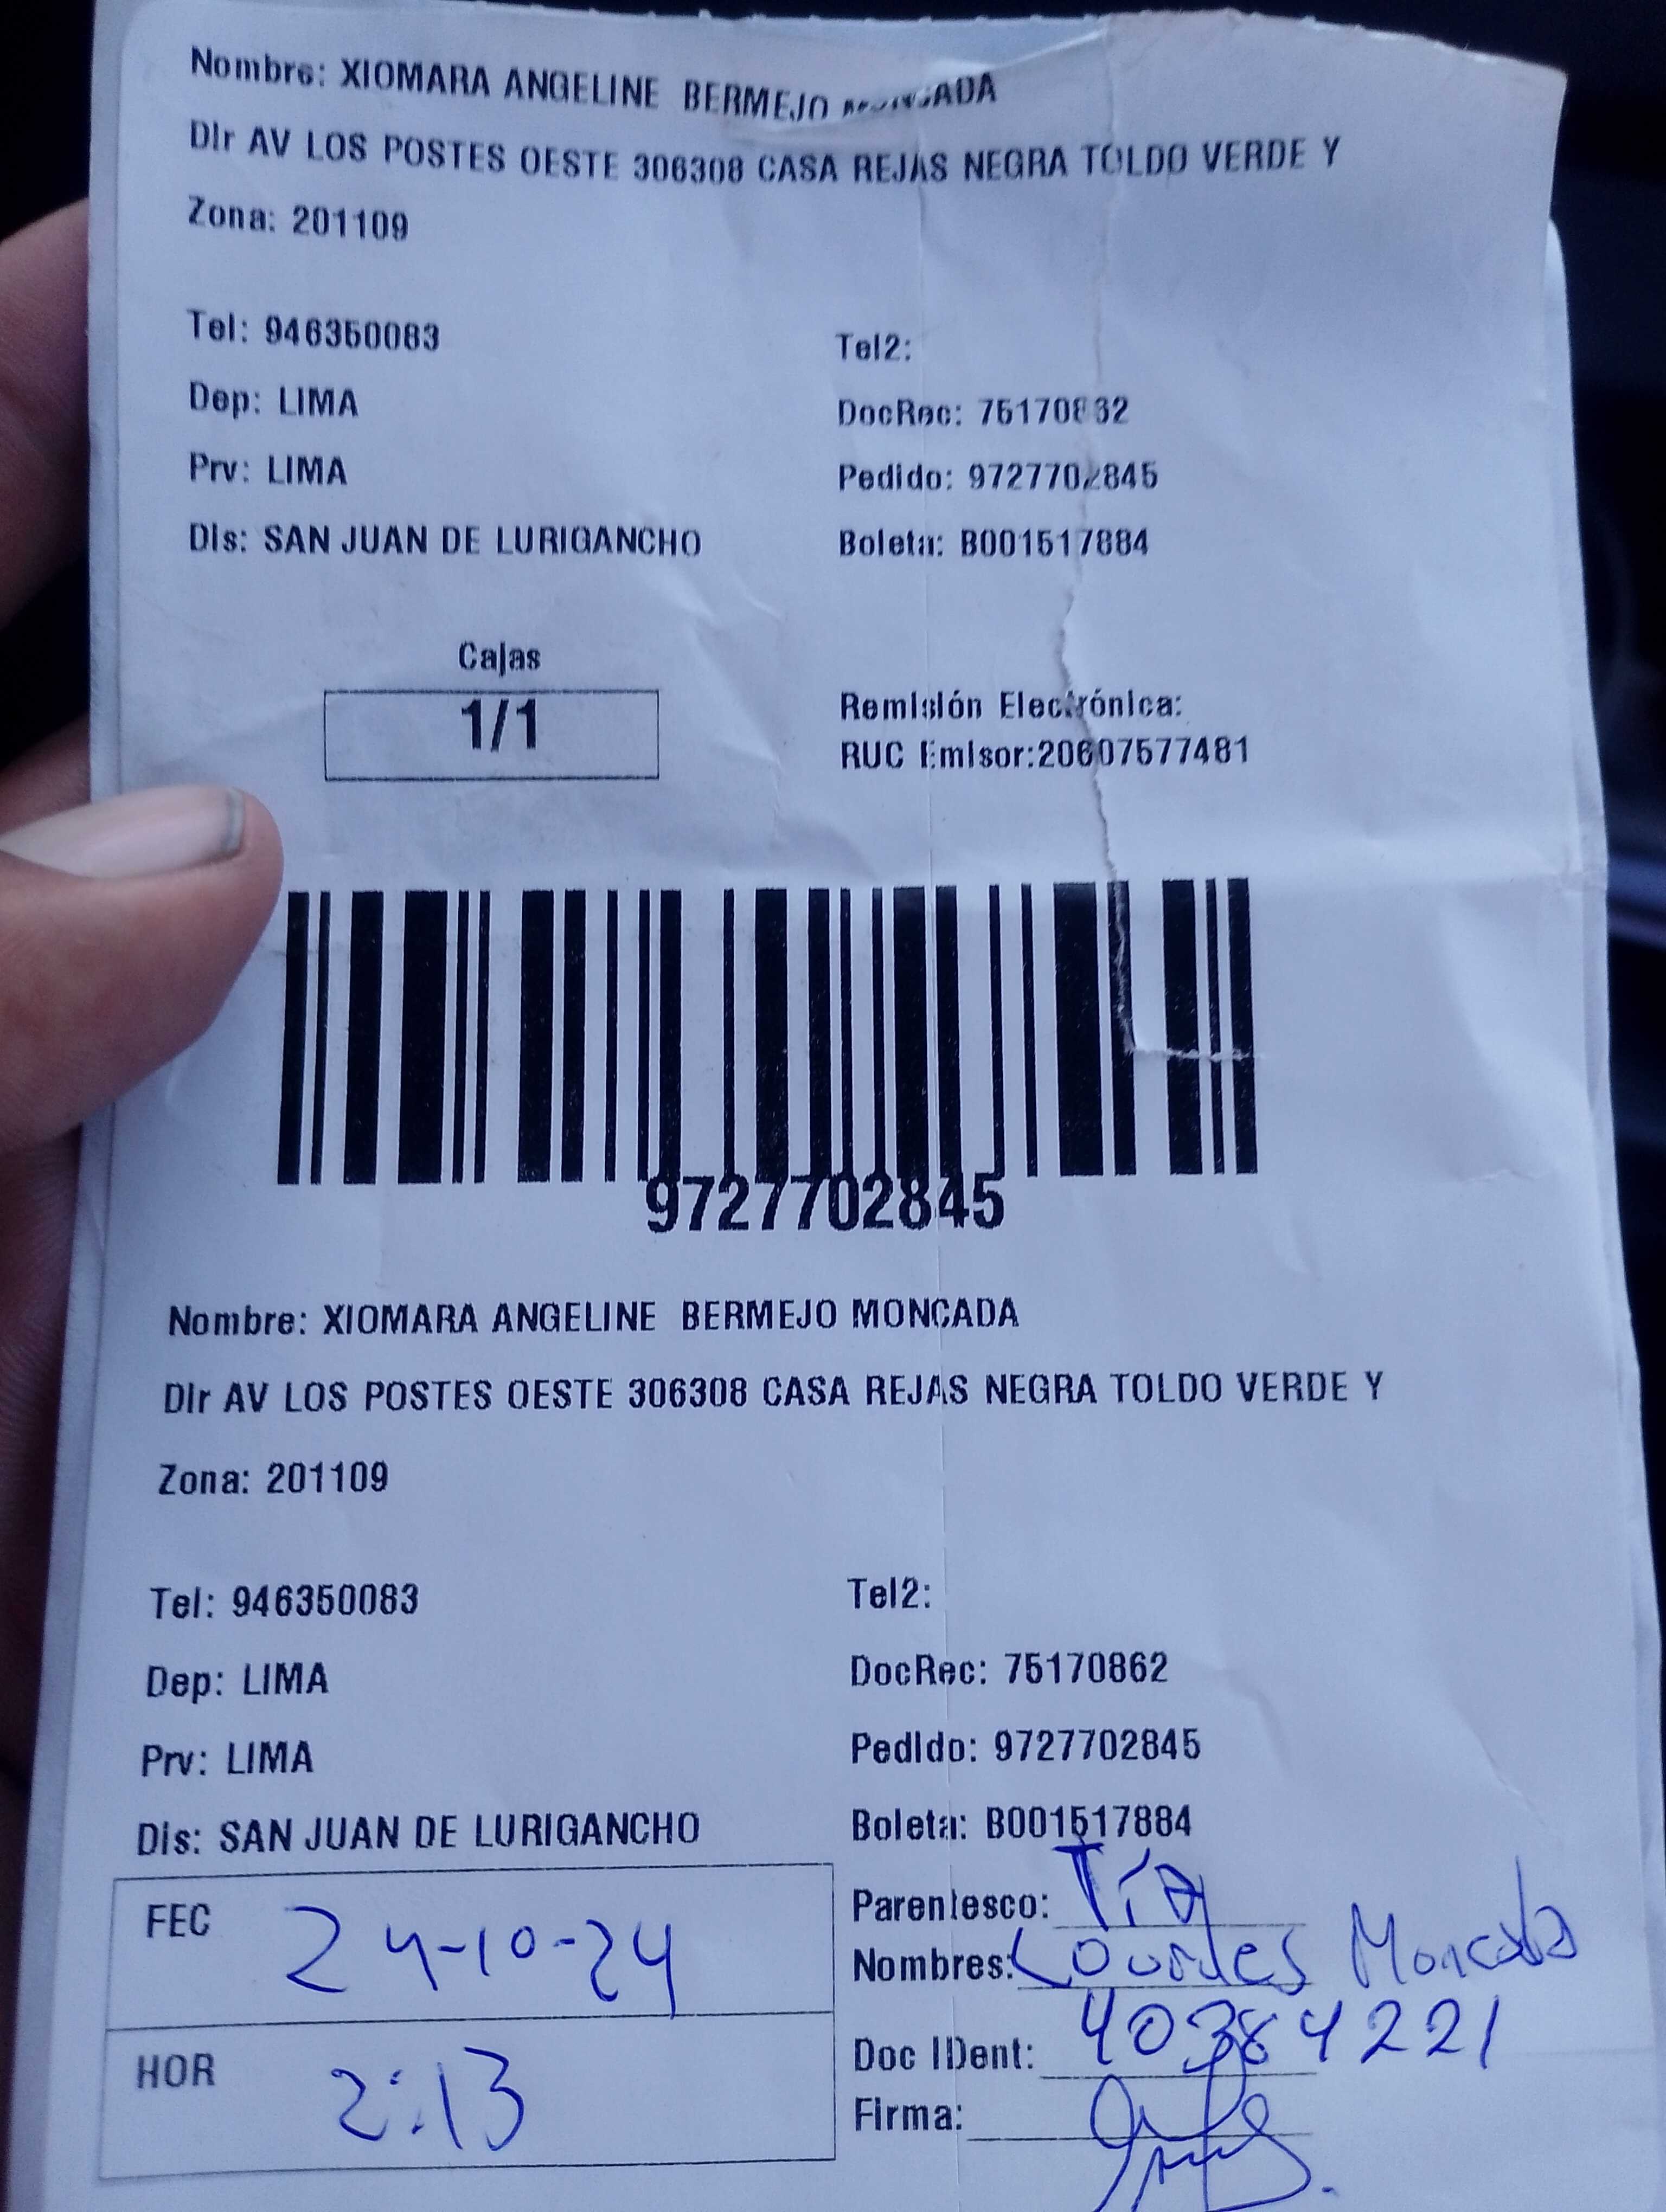 Nombre: XIOMARA ANGELINE BERMEJO
Dir AV LOS POSTES OESTE 306308 CASA REJAS NEGRA TOLDO VERDE Y
Zona: 201109
Tel: 946350083 Tel2:
Dep: LIMA DocRec:
Prv: LIMA Pedido: 9727702845
Dis: SAN JUAN DE LURIGANCHO Boleta: B001517884
Cajas
1/1
Remisión Electrónica:
RUC Emisor:20607577481
9727702845
Nombre: XIOMARA ANGELINE BERMEJO MONCADA
Dir AV LOS POSTES OESTE 306308 CASA REJAS NEGRA TOLDO VERDE Y
Zona: 201109
Tel: 946350083 Tel2:
Dep: LIMA DocRec: 75170862
Prv: LIMA Pedido: 9727702845
Dis: SAN JUAN DE LURIGANCHO Boleta: B001517884
FEC 24-10-24
HOR 2:13
Parentesco: Tía
Nombres: Lourdes Moncada
Doc IDent: 40384221
Firma: